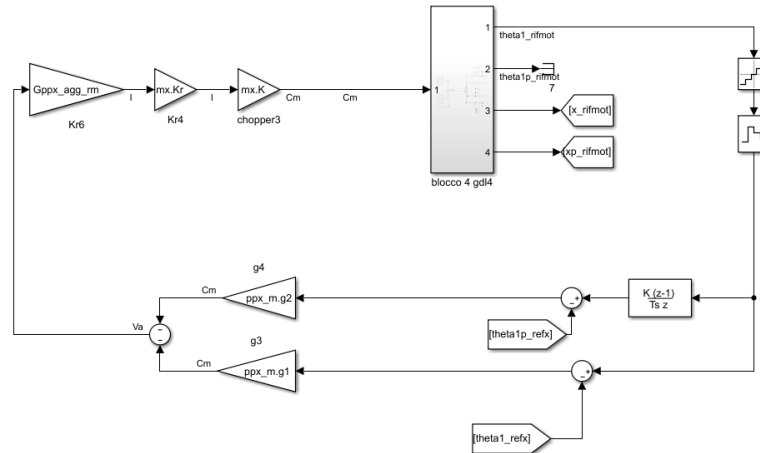 1
theta1_rifmot
Gppx_agg_rm
I
mx.Kr
I
mx.K
Cm
Cm
1
2
theta1p_rifmot
7
Kr6
Kr4
chopper3
3
[x_rifmot]
4
[xp_rifmot]
blocco 4 gdl4
g4
Cm
ppx_m.g2
K (z-1)
Ts z
[theta1p_refx]
Va
g3
Cm
ppx_m.g1
[theta1_refx]